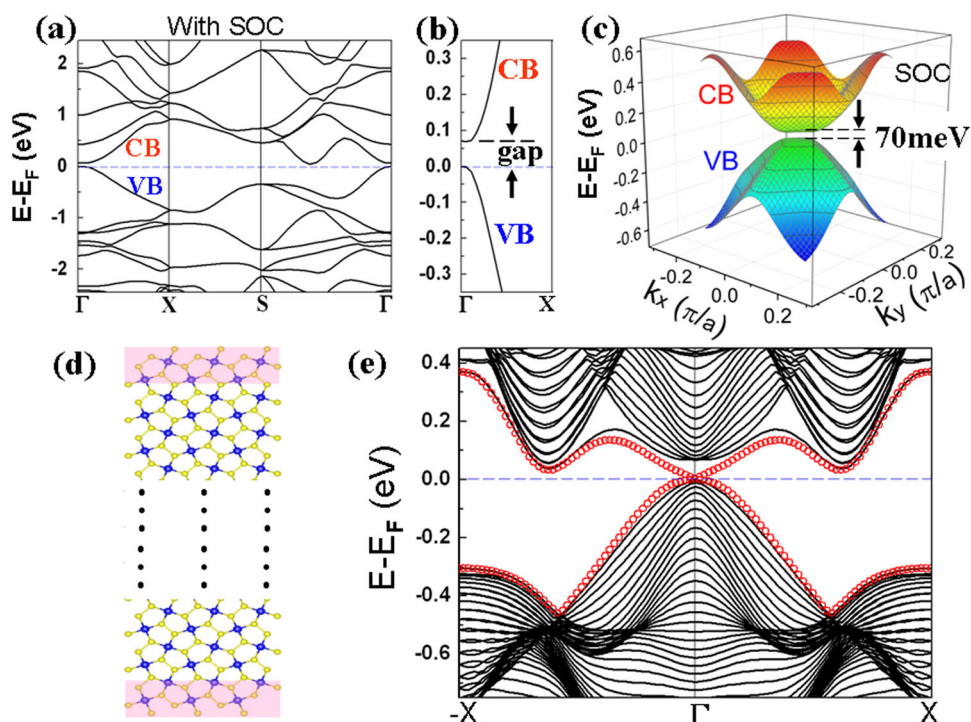 (a)
With SOC
E-E_F (eV)
2
1
0
-1
-2
CB
VB
Γ X S Γ
(b)
0.3
0.2
0.1
0.0
-0.1
-0.2
-0.3
CB
gap
VB
Γ X
(c)
E-E_F (eV)
0.6
0.4
0.2
0.0
-0.2
-0.4
-0.6
CB
VB
SOC
70meV
-0.2
0.0
0.2
k_x (π/a)
-0.2
0.0
0.2
k_y (π/a)
(d)
(e)
E-E_F (eV)
0.4
0.2
0.0
-0.2
-0.4
-0.6
-X Γ X